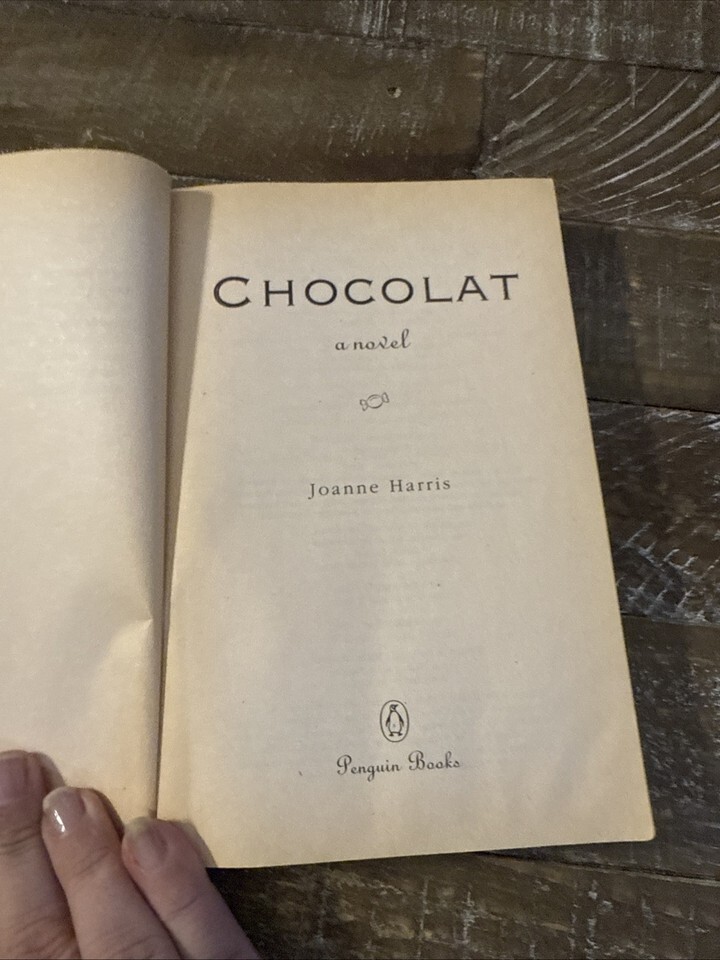 CHOCOLAT
a novel
Joanne Harris
Penguin Books